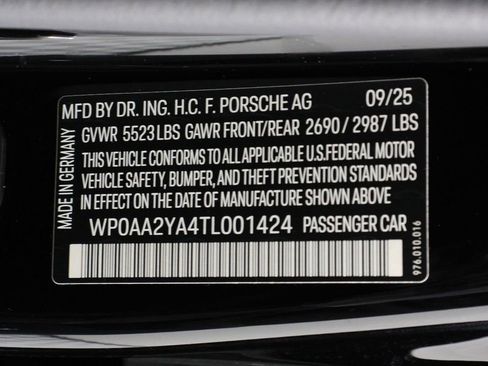 MFD BY DR. ING. H.C. F. PORSCHE AG 09/25
GVWR 5523 LBS GAWR FRONT/REAR 2690 / 2987 LBS
THIS VEHICLE CONFORMS TO ALL APPLICABLE U.S. FEDERAL MOTOR
VEHICLE SAFETY, BUMPER, AND THEFT PREVENTION STANDARDS
IN EFFECT ON THE DATE OF MANUFACTURE SHOWN ABOVE
WP0AA2YA4TL001424 PASSENGER CAR
MADE IN GERMANY
976.010.016